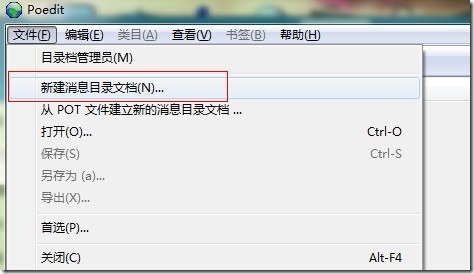 Poedit
文件(F) 编辑(E) 类目(A) 查看(V) 书签(B) 帮助(H)
目录档管理员(M)
新建消息目录文档(N)...
从 POT 文件建立新的消息目录文档 ...
打开(O)... Ctrl-O
保存(S) Ctrl-S
另存为 (a)...
导出(X)...
首选(P)...
关闭(C) Alt-F4